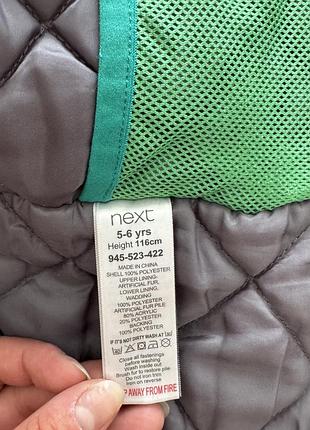 next
5-6 yrs
Height 116cm
945-523-422
MADE IN CHINA
SHELL 100% POLYESTER
UPPER LINING-
ARTIFICIAL FUR,
LOWER LINING,
WADDING
100% POLYESTER
ARTIFICIAL FUR PILE
80% ACRYLIC
20% POLYESTER
BACKING
100% POLYESTER
IF IT'S NOT DIRTY WASH AT
Close all fastenings
before washing
Wash inside out
Brush fur to restore pile
Do not iron trim
Iron on reverse
AWAY FROM FIRE